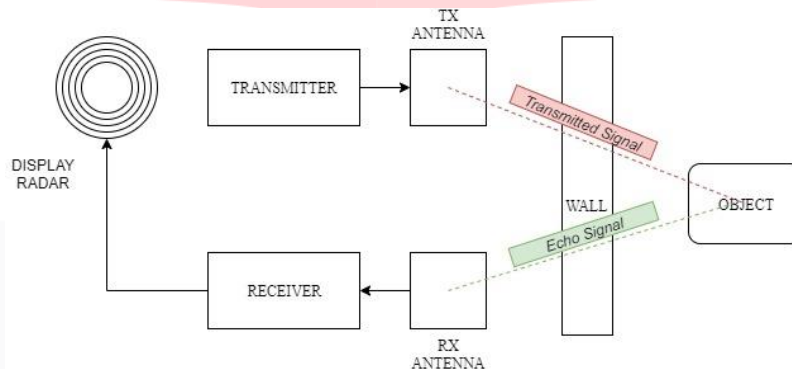 TX
ANTENNA
TRANSMITTER
Transmitted Signal
DISPLAY
RADAR
WALL
OBJECT
Echo Signal
RECEIVER
RX
ANTENNA